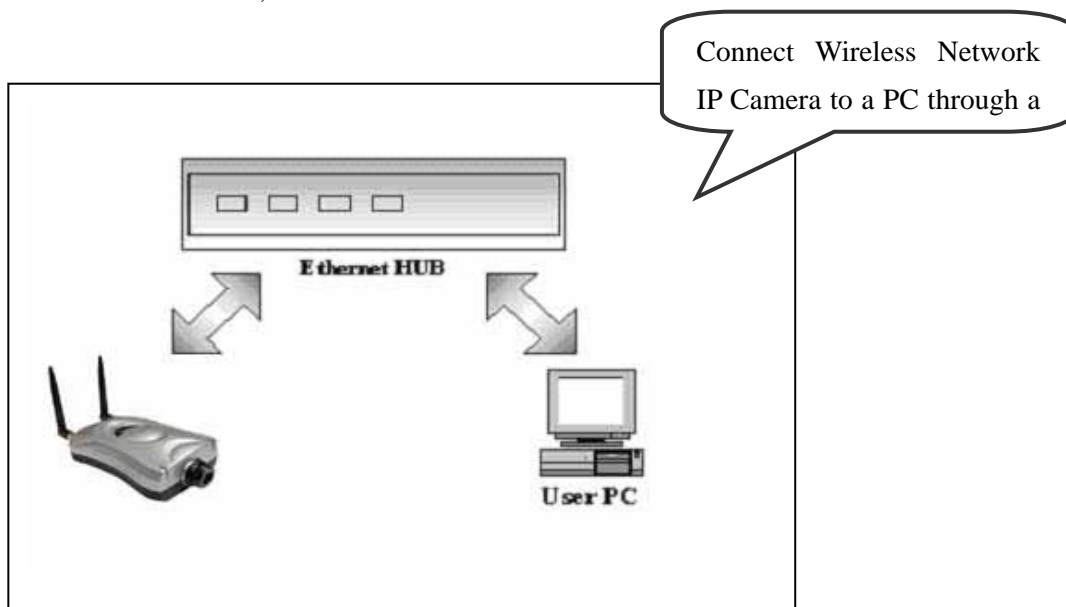 Connect Wireless Network
IP Camera to a PC through a
Ethernet HUB
User PC